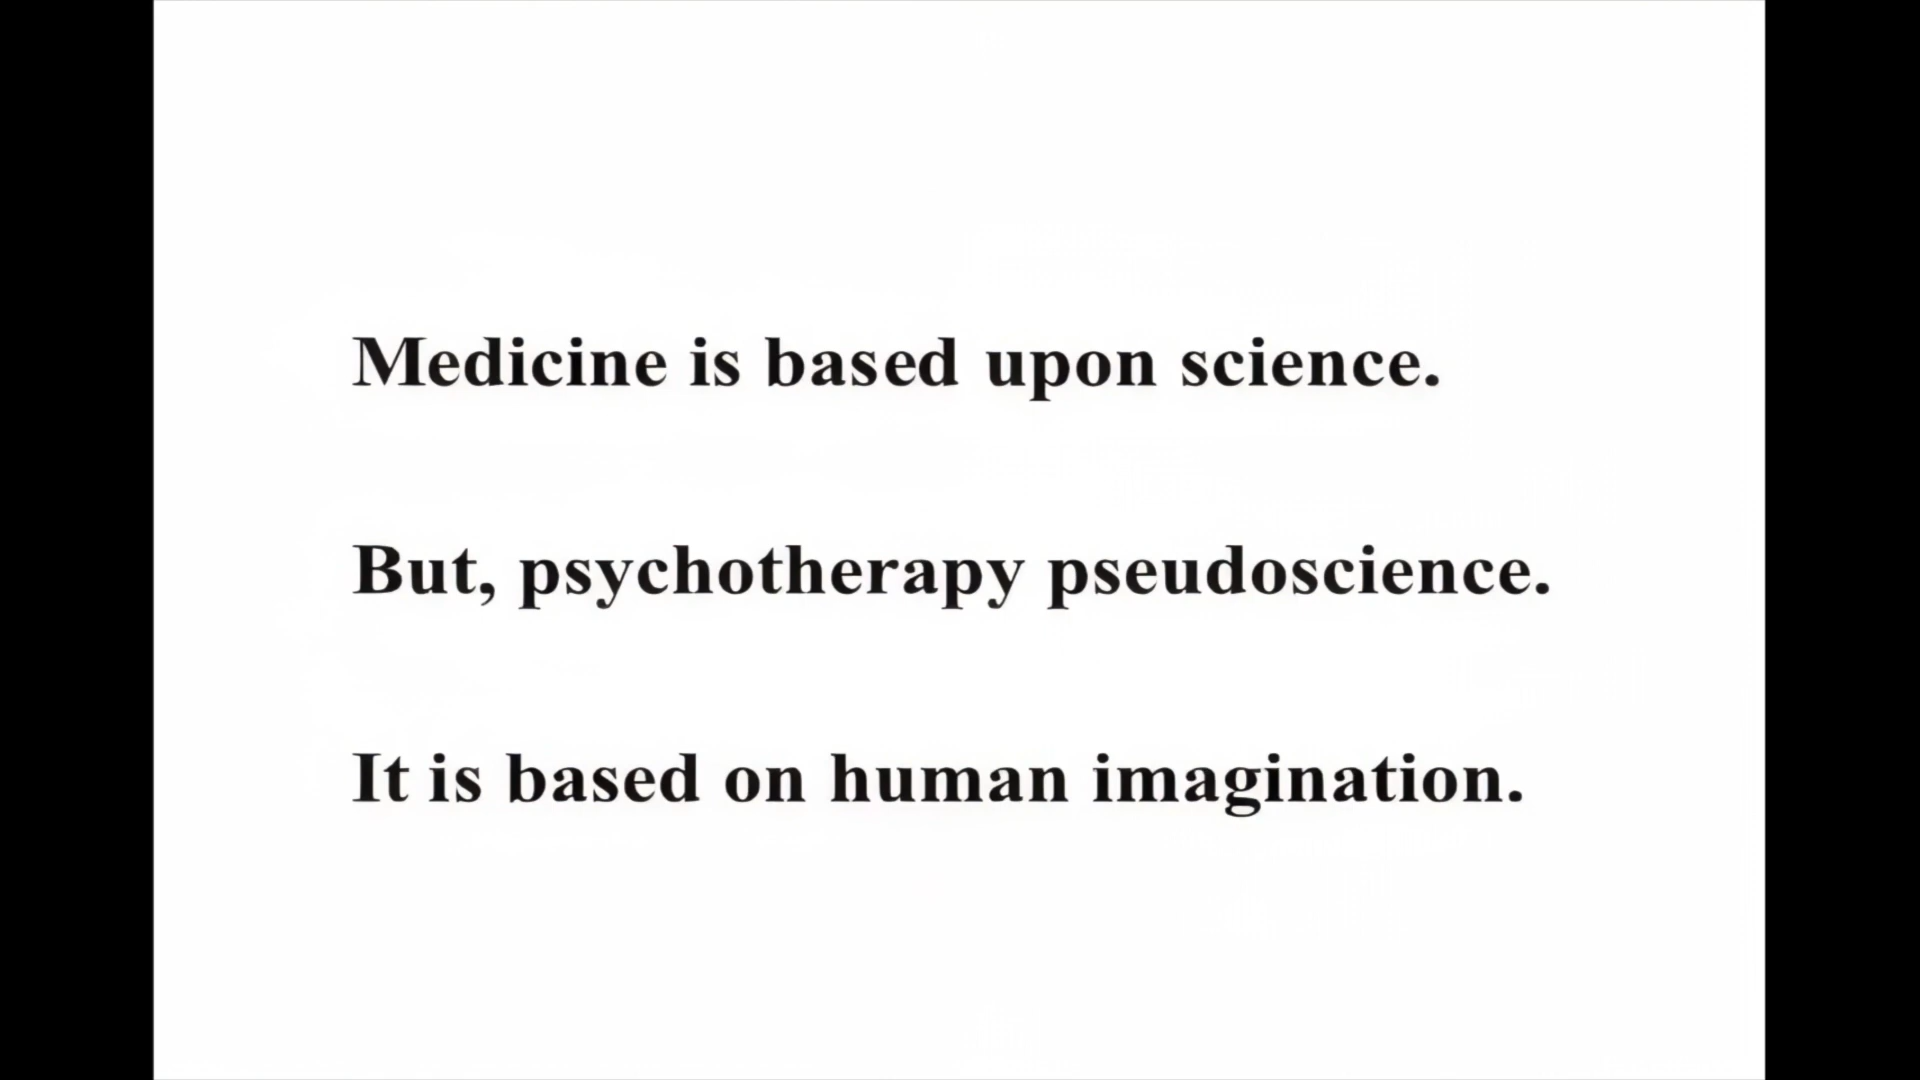 Medicine is based upon science.
But, psychotherapy pseudoscience.
It is based on human imagination.